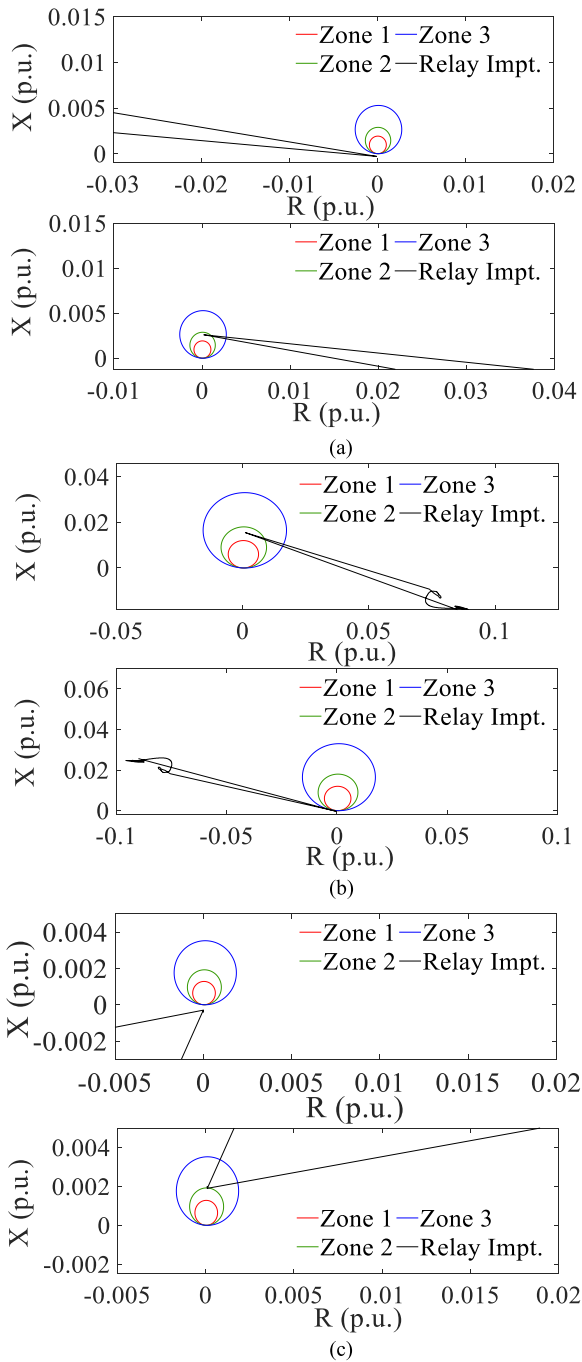 0.015
0.01
0.005
0
X (p.u.)
Zone 1 Zone 3
Zone 2 Relay Impt.
-0.03 -0.02 -0.01 0 0.01 0.02
R (p.u.)
0.015
0.01
0.005
0
X (p.u.)
Zone 1 Zone 3
Zone 2 Relay Impt.
-0.01 0 0.01 0.02 0.03 0.04
R (p.u.)
(a)
0.04
0.02
0
X (p.u.)
Zone 1 Zone 3
Zone 2 Relay Impt.
-0.05 0 0.05 0.1
R (p.u.)
0.06
0.04
0.02
0
X (p.u.)
Zone 1 Zone 3
Zone 2 Relay Impt.
-0.1 -0.05 0 0.05 0.1
R (p.u.)
(b)
0.004
0.002
0
-0.002
X (p.u.)
Zone 1 Zone 3
Zone 2 Relay Impt.
-0.005 0 0.005 0.01 0.015 0.02
R (p.u.)
0.004
0.002
0
-0.002
X (p.u.)
Zone 1 Zone 3
Zone 2 Relay Impt.
-0.005 0 0.005 0.01 0.015 0.02
R (p.u.)
(c)